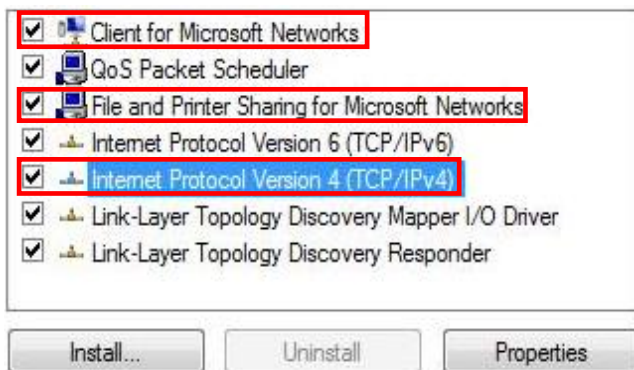 Client for Microsoft Networks
QoS Packet Scheduler
File and Printer Sharing for Microsoft Networks
Internet Protocol Version 6 (TCP/IPv6)
Internet Protocol Version 4 (TCP/IPv4)
Link-Layer Topology Discovery Mapper I/O Driver
Link-Layer Topology Discovery Responder
Install... Uninstall Properties